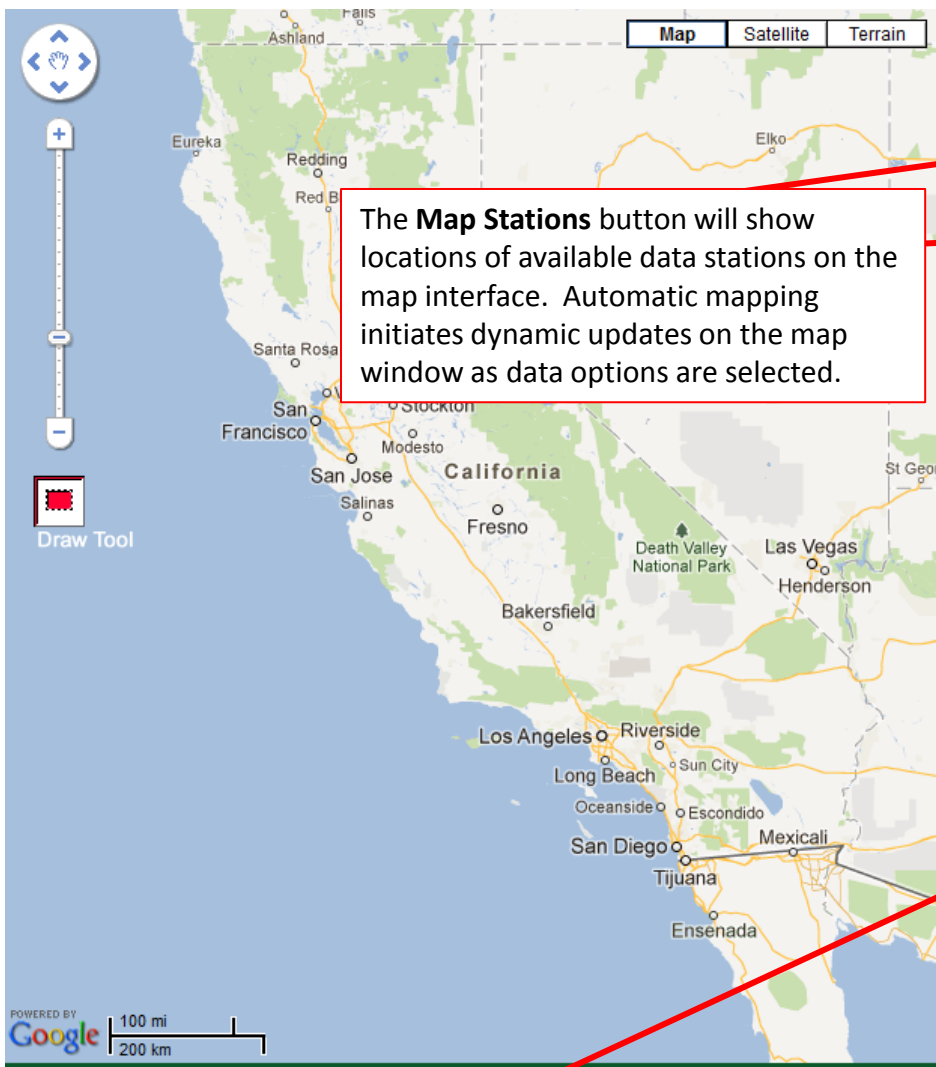 Falls
Ashland
Map Satellite Terrain
Eureka
Elko
Redding
Red B
The Map Stations button will show
locations of available data stations on the
map interface. Automatic mapping
initiates dynamic updates on the map
window as data options are selected.
Santa Rosa
Stockton
San
Francisco
Modesto
San Jose
California
St Geor
Salinas
Fresno
Draw Tool
Death Valley
National Park
Las Vegas
Henderson
Bakersfield
Los Angeles
Riverside
Sun City
Long Beach
Oceanside
Escondido
San Diego
Mexicali
Tijuana
Ensenada
POWERED BY
Google
100 mi
200 km